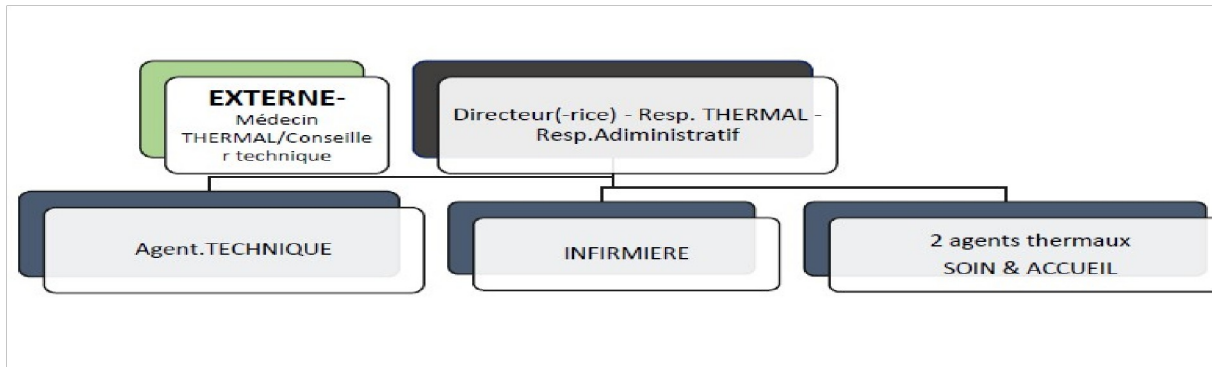 EXTERNE-
Médecin
THERMAL/Conseille
r technique
Directeur(-rice) - Resp. THERMAL -
Resp.Adiministratif
Agent.TECHNIQUE
INFIRMIERE
2 agents thermaux
SOIN & ACCUEIL